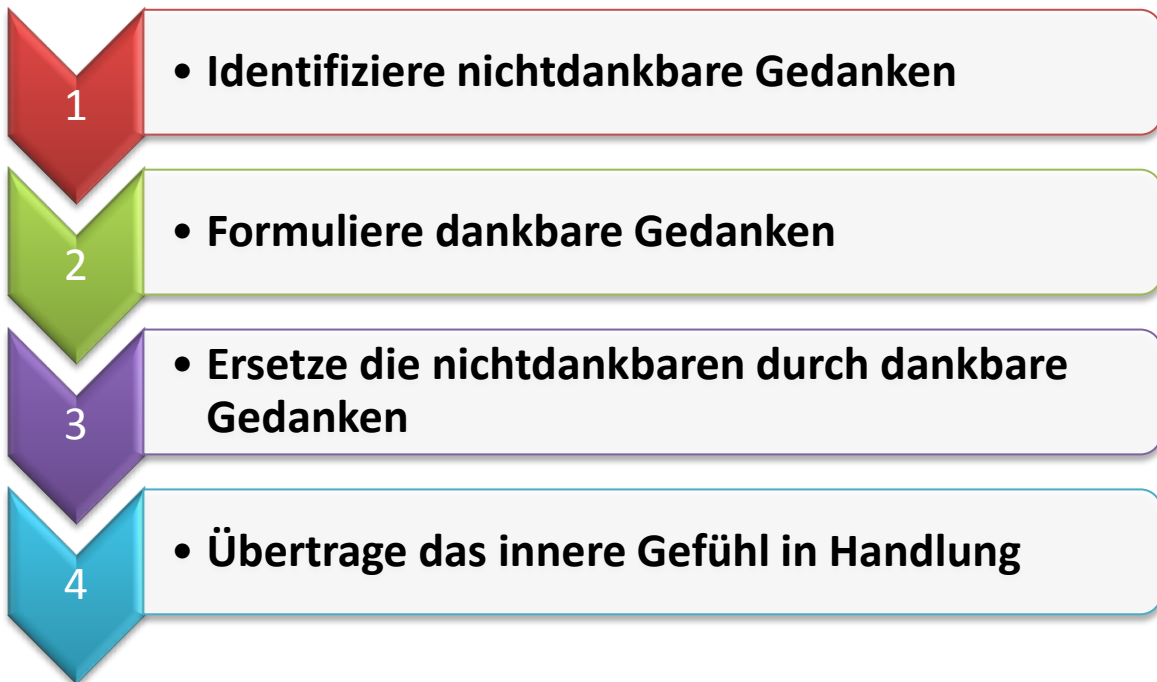 1
• Identifiziere nichtdankbare Gedanken
2
• Formuliere dankbare Gedanken
3
• Ersetze die nichtdankbaren durch dankbare
Gedanken
4
• Übertrage das innere Gefühl in Handlung